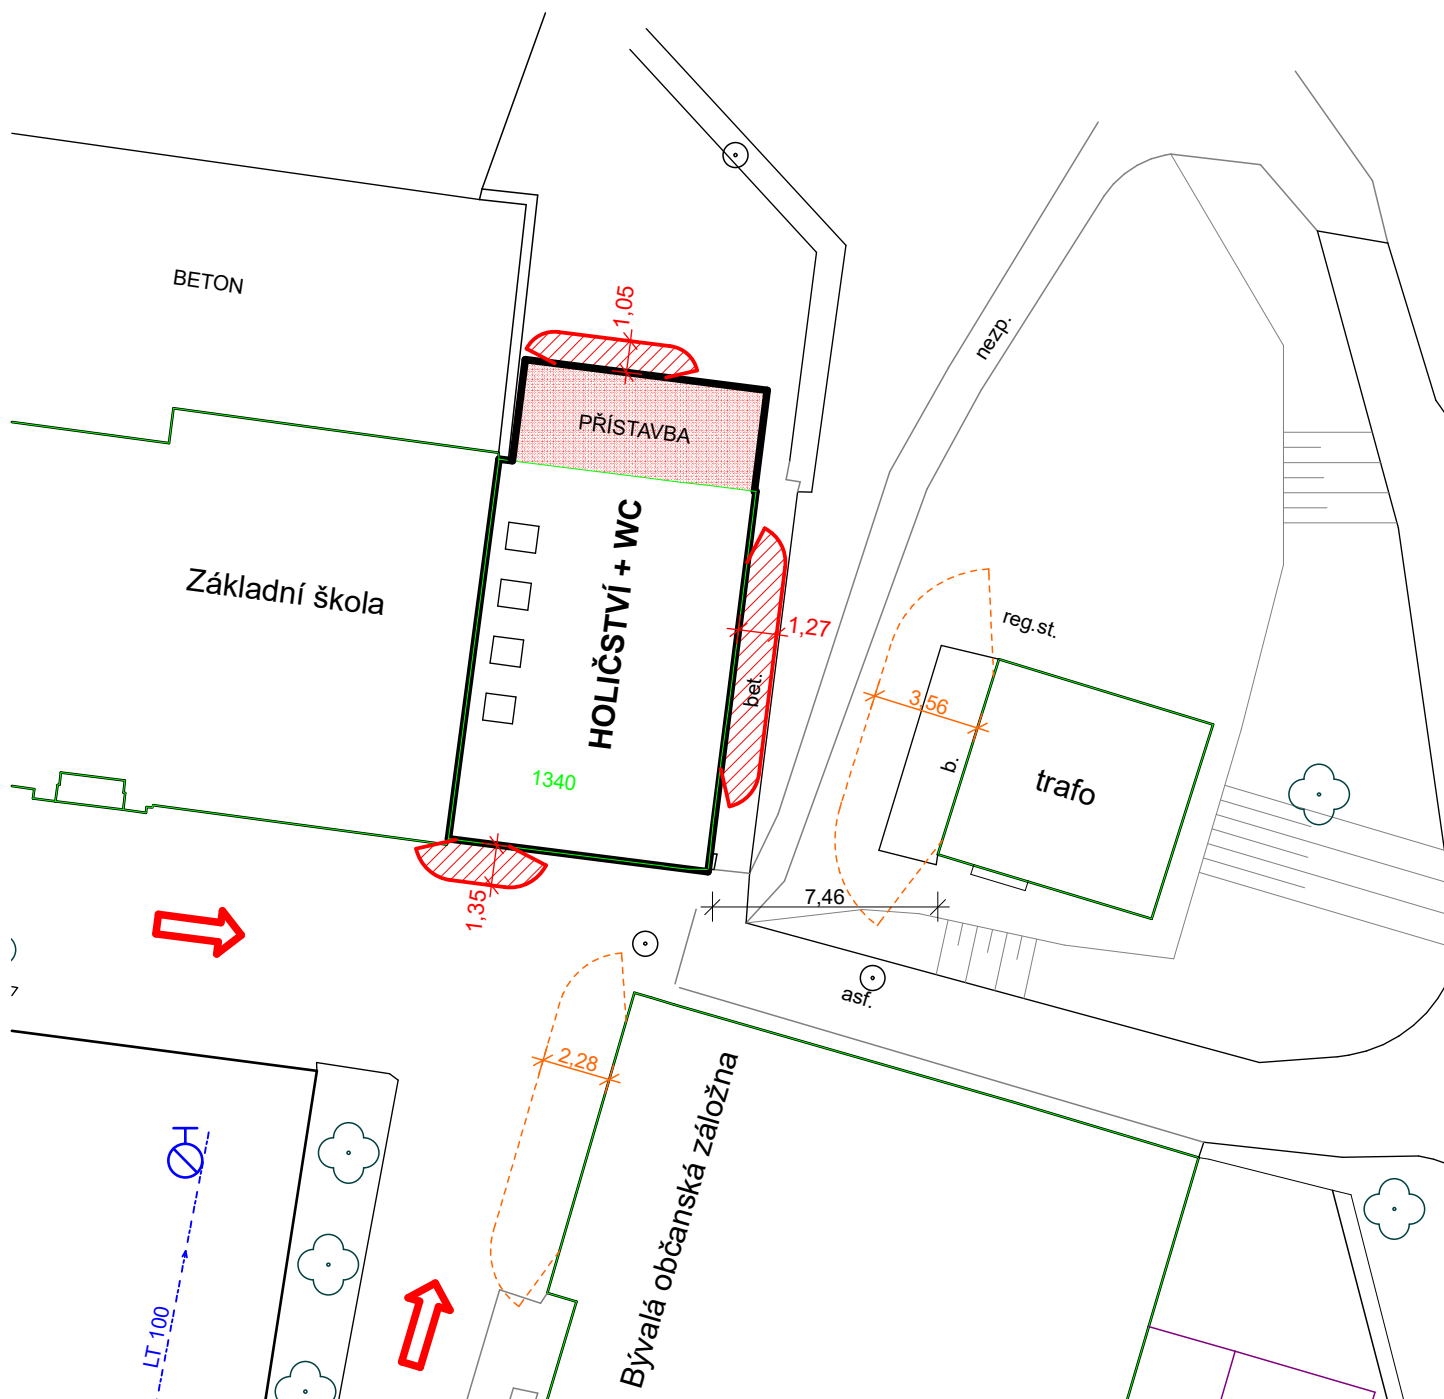 BETON
1,05
nezp.
PŘÍSTAVBA
HOLIČSTVÍ + WC
Základní škola
1,27
reg.st.
bet.
3,56
b.
trafo
1340
1,35
7,46
7
asf.
2,28
Bývalá občanská záložna
LT 100